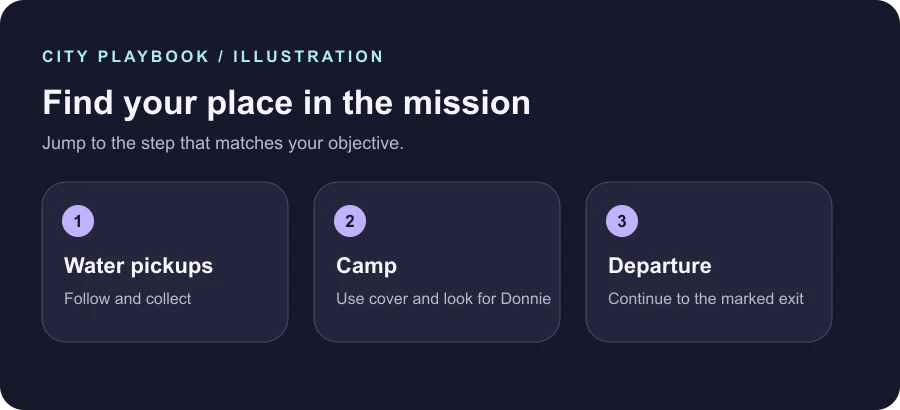 CITY PLAYBOOK / ILLUSTRATION
Find your place in the mission
Jump to the step that matches your objective.
1
Water pickups
Follow and collect
2
Camp
Use cover and look for Donnie
3
Departure
Continue to the marked exit